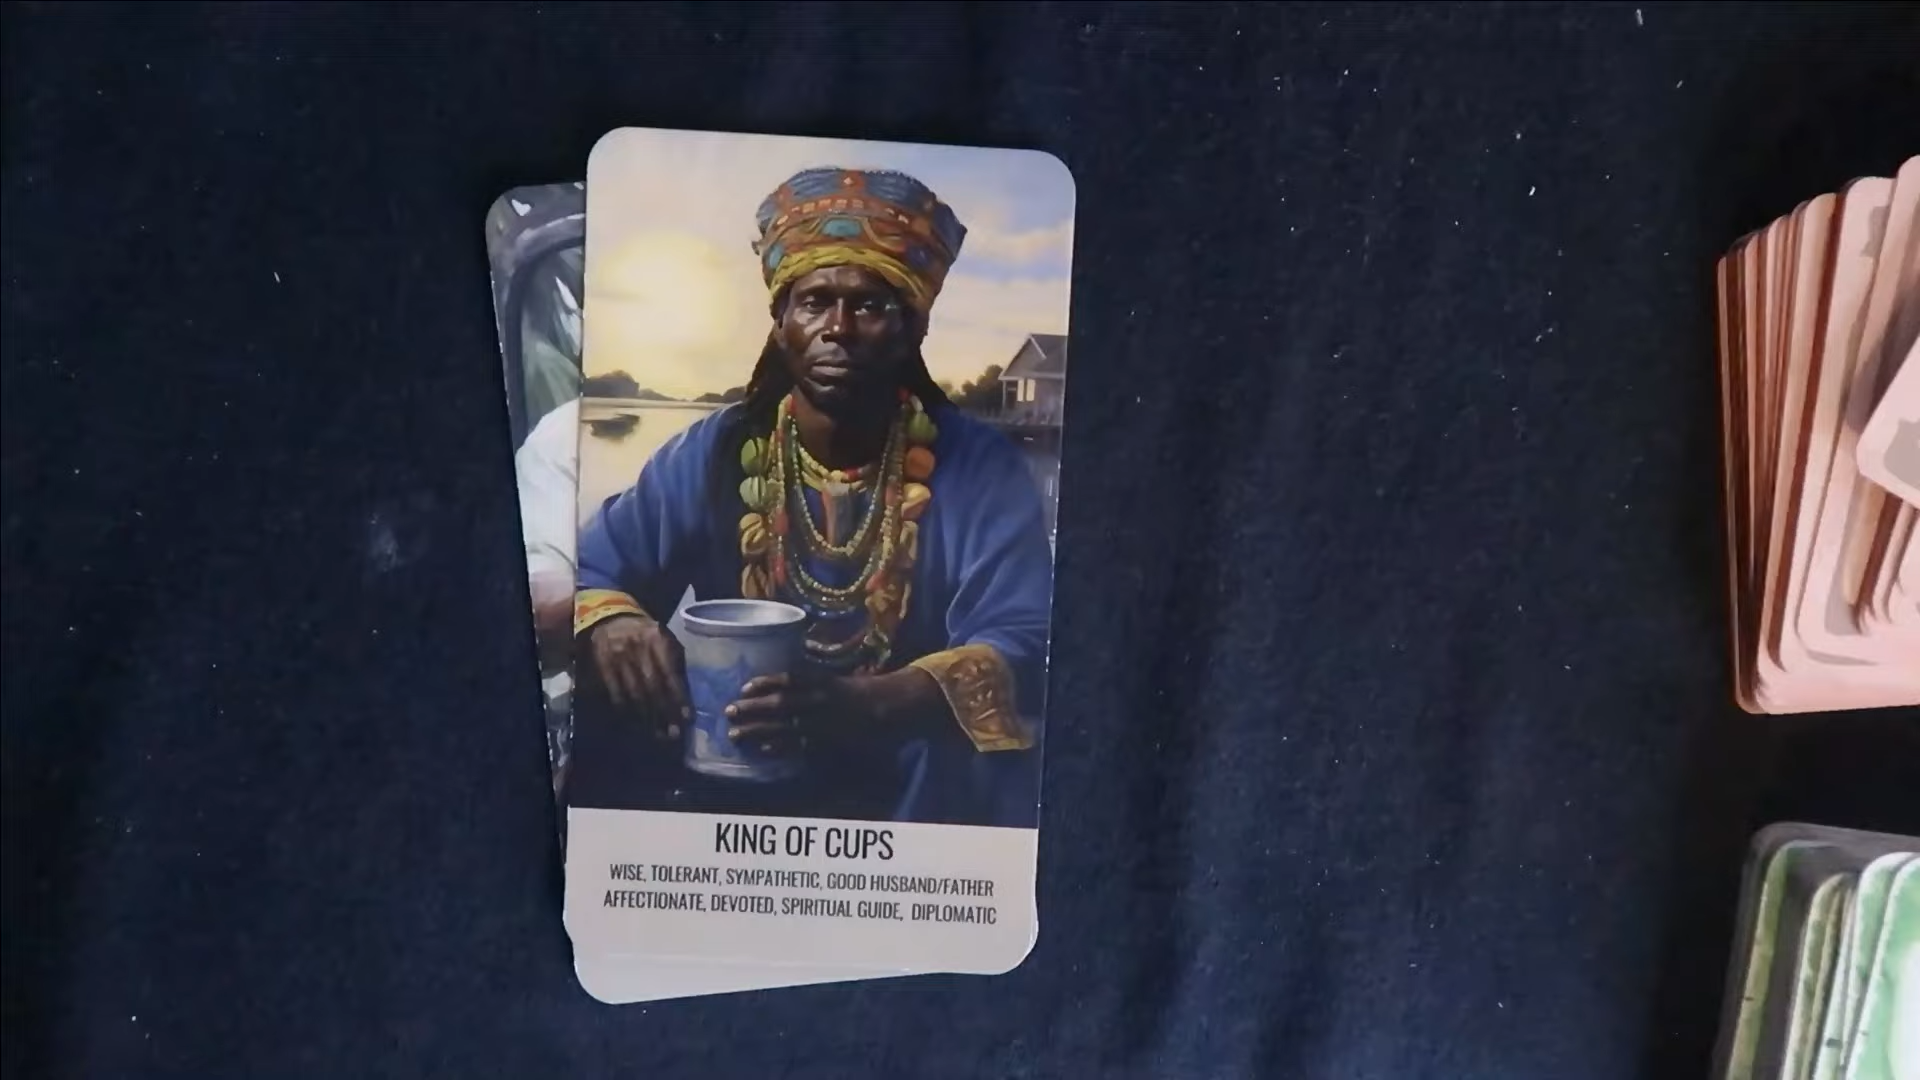 KING OF CUPS
WISE, TOLERANT, SYMPATHETIC, GOOD HUSBAND/FATHER
AFFECTIONATE, DEVOTED, SPIRITUAL GUIDE, DIPLOMATIC